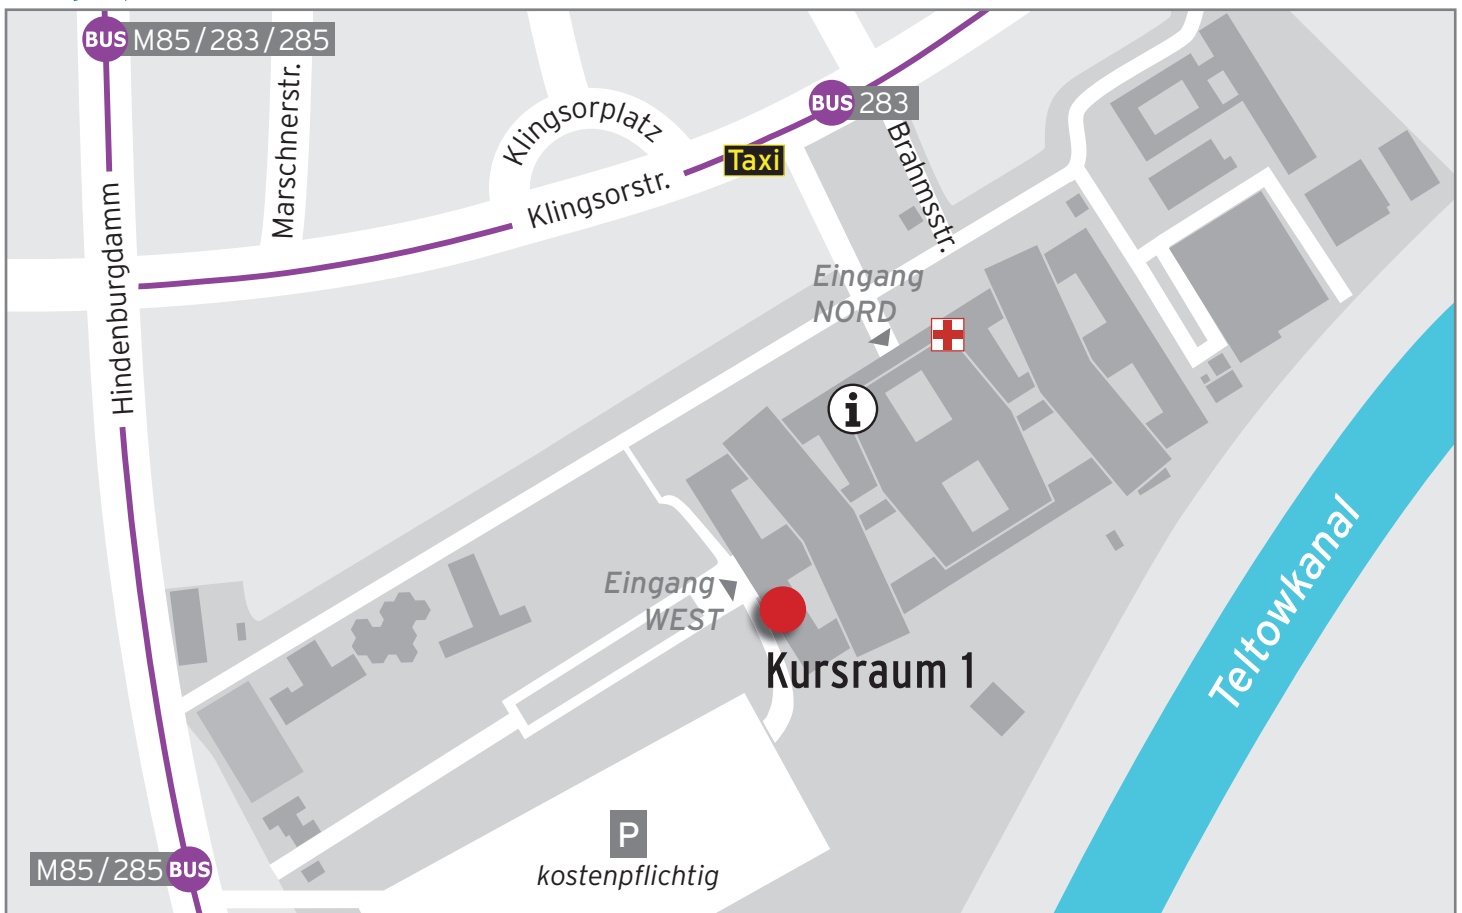 BUS M85 / 283 / 285
Marschnerstr.
Klingsorplatz
BUS 283
Taxi
Brahmsstr.
Klingsorstr.
Hindenburgdamm
Eingang
NORD
i
Eingang
WEST
Kursraum 1
Teltowkanal
P
kostenpflichtig
M85 / 285 BUS